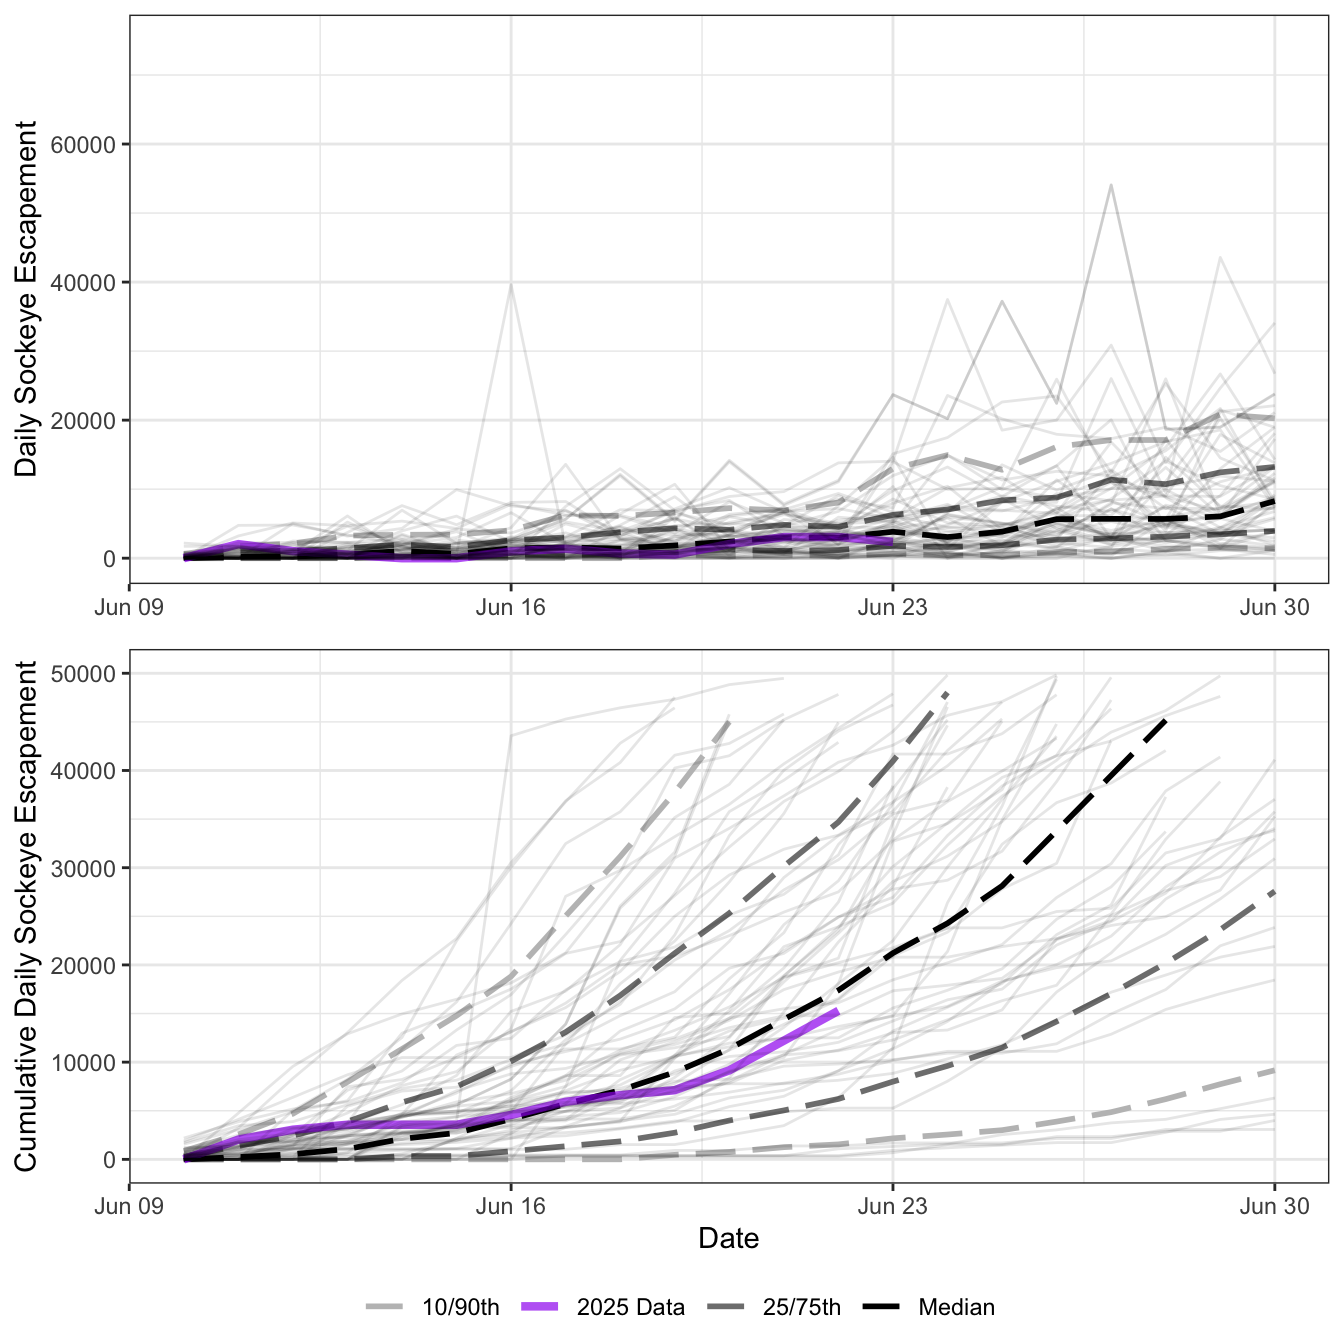 Daily Sockeye Escapement
60000
40000
20000
0
Jun 09 Jun 16 Jun 23 Jun 30
Cumulative Daily Sockeye Escapement
50000
40000
30000
20000
10000
0
Jun 09 Jun 16 Jun 23 Jun 30
Date
10/90th 2025 Data 25/75th Median